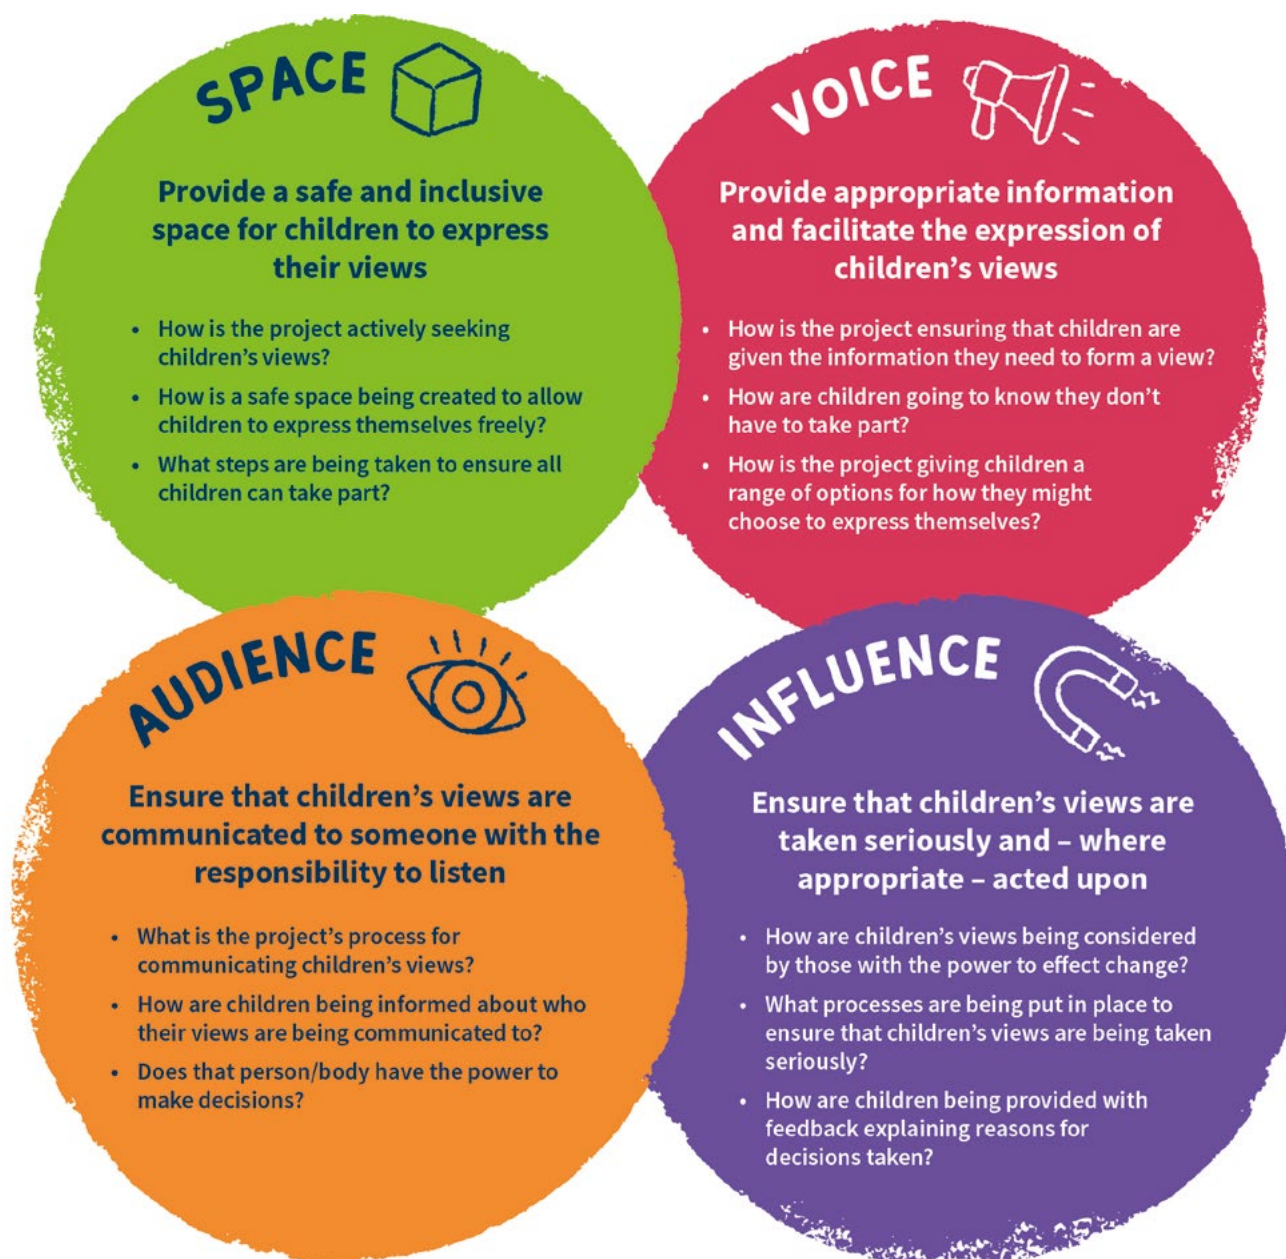 SPACE
Provide a safe and inclusive
space for children to express
their views
• How is the project actively seeking
children’s views?
• How is a safe space being created to allow
children to express themselves freely?
• What steps are being taken to ensure all
children can take part?
VOICE
Provide appropriate information
and facilitate the expression of
children’s views
• How is the project ensuring that children are
given the information they need to form a view?
• How are children going to know they don’t
have to take part?
• How is the project giving children a
range of options for how they might
choose to express themselves?
AUDIENCE
Ensure that children’s views are
communicated to someone with the
responsibility to listen
• What is the project’s process for
communicating children’s views?
• How are children being informed about who
their views are being communicated to?
• Does that person/body have the power to
make decisions?
INFLUENCE
Ensure that children’s views are
taken seriously and – where
appropriate – acted upon
• How are children’s views being considered
by those with the power to effect change?
• What processes are being put in place to
ensure that children’s views are being taken
seriously?
• How are children being provided with
feedback explaining reasons for
decisions taken?